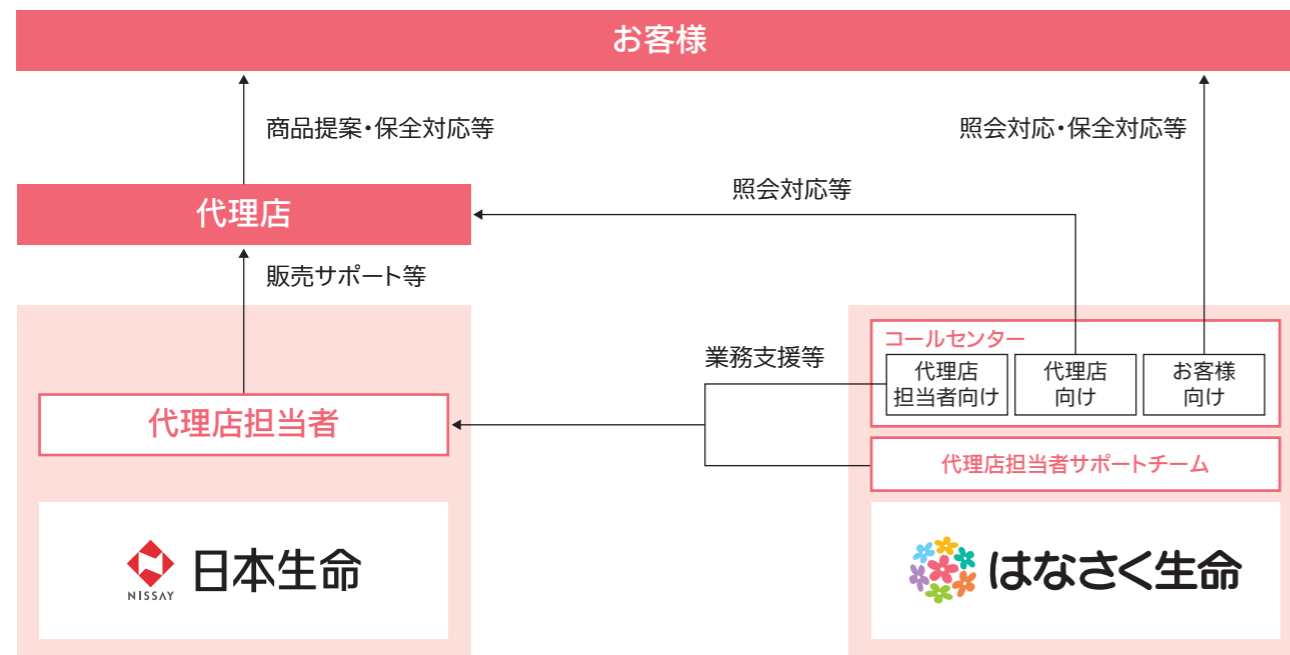 お客様
商品提案・保全対応等
照会対応・保全対応等
代理店
照会対応等
販売サポート等
業務支援等
コールセンター
代理店
担当者向け
代理店
向け
お客様
向け
代理店担当者
代理店担当者サポートチーム
NISSAY
日本生命
はなさく生命